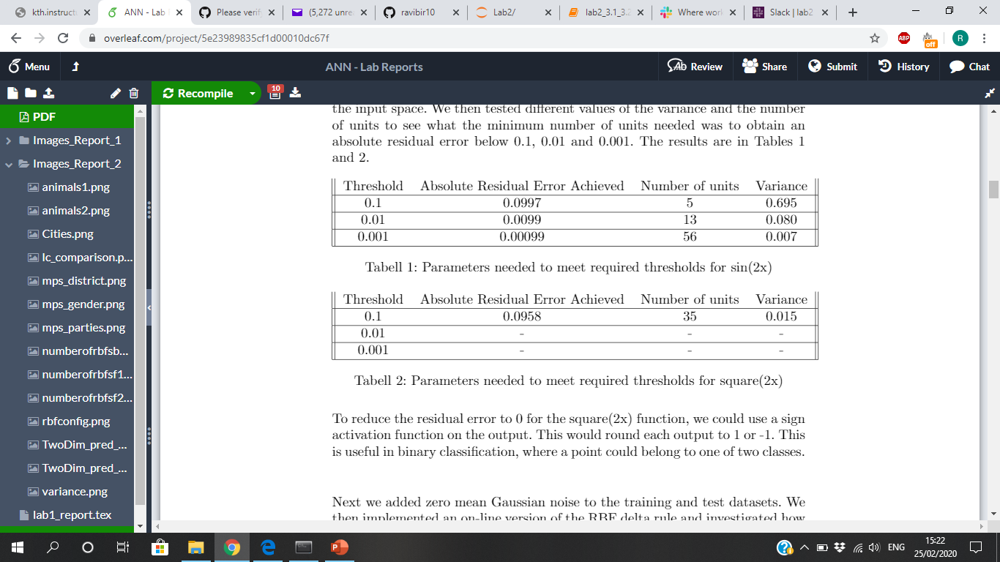 kth.instruct
ANN - Lab
Please verif
(5,272 unre
ravibir10
Lab2/
lab2_3.1_3.2
Where work
Slack | lab2
overleaf.com/project/5e23989835cf1d00010dc67f
ABP
off
R
Menu
ANN - Lab Reports
Ab Review
Share
Submit
History
Chat
Recompile
10
PDF
Images_Report_1
Images_Report_2
animals1.png
animals2.png
Cities.png
lc_comparison.p...
mps_district.png
mps_gender.png
mps_parties.png
numberofrbfsb...
numberofrbfsf1...
numberofrbfsf2...
rbfconfig.png
TwoDim_pred_...
TwoDim_pred_...
variance.png
lab1_report.tex
the input space. We then tested different values of the variance and the number
of units to see what the minimum number of units needed was to obtain an
absolute residual error below 0.1, 0.01 and 0.001. The results are in Tables 1
and 2.
Threshold Absolute Residual Error Achieved Number of units Variance
0.1 0.0997 5 0.695
0.01 0.0099 13 0.080
0.001 0.00099 56 0.007
Tabell 1: Parameters needed to meet required thresholds for sin(2x)
Threshold Absolute Residual Error Achieved Number of units Variance
0.1 0.0958 35 0.015
0.01 - - -
0.001 - - -
Tabell 2: Parameters needed to meet required thresholds for square(2x)
To reduce the residual error to 0 for the square(2x) function, we could use a sign
activation function on the output. This would round each output to 1 or -1. This
is useful in binary classification, where a point could belong to one of two classes.
Next we added zero mean Gaussian noise to the training and test datasets. We
then implemented an on-line version of the RBF delta rule and investigated how
ENG
15:22
25/02/2020